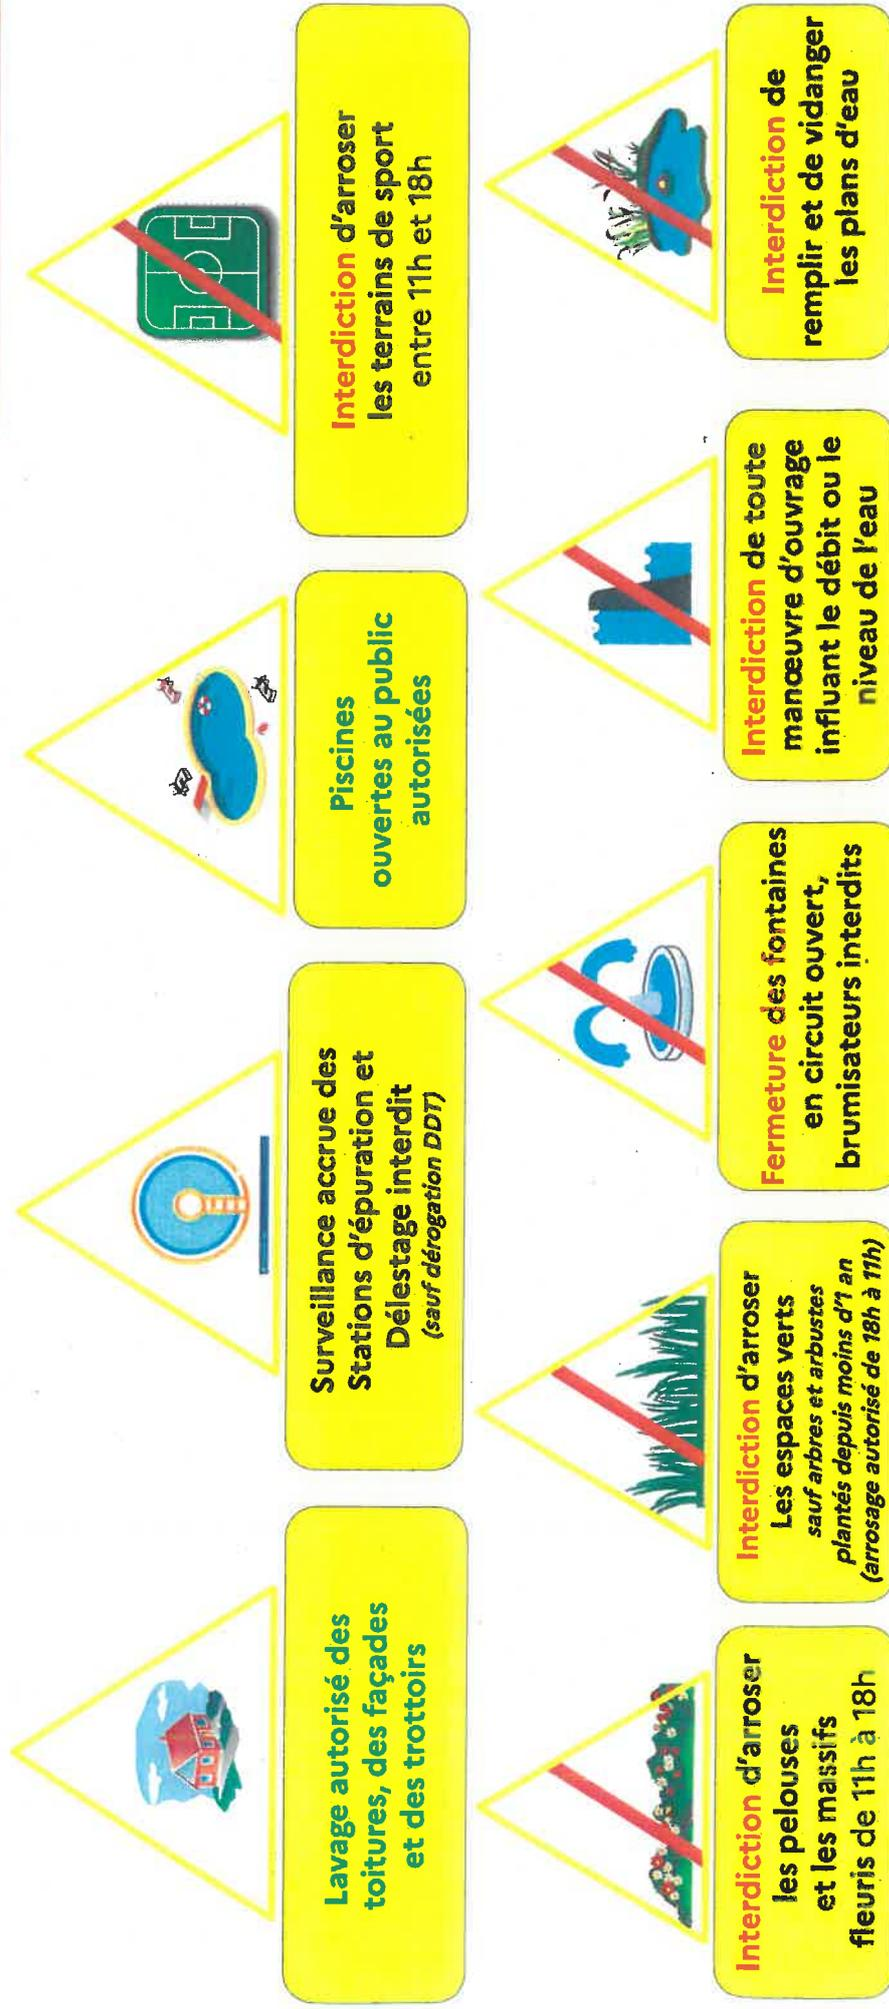 Lavage autorisé des
toitures, des façades
et des trottoirs
Surveillance accrue des
Stations d'épuration et
Délestage interdit
(sauf dérogation DDT)
Piscines
ouvertes au public
autorisées
Interdiction d'arroser
les terrains de sport
entre 11h et 18h
Interdiction d'arroser
les pelouses
et les massifs
fleuris de 11h à 18h
Interdiction d'arroser
Les espaces verts
sauf arbres et arbustes
plantés depuis moins d'1 an
(arrosage autorisé de 18h à 11h)
Fermeture des fontaines
en circuit ouvert,
brumisateurs interdits
Interdiction de toute
manœuvre d'ouvrage
influant le débit ou le
niveau de l'eau
Interdiction de
remplir et de vidanger
les plans d'eau